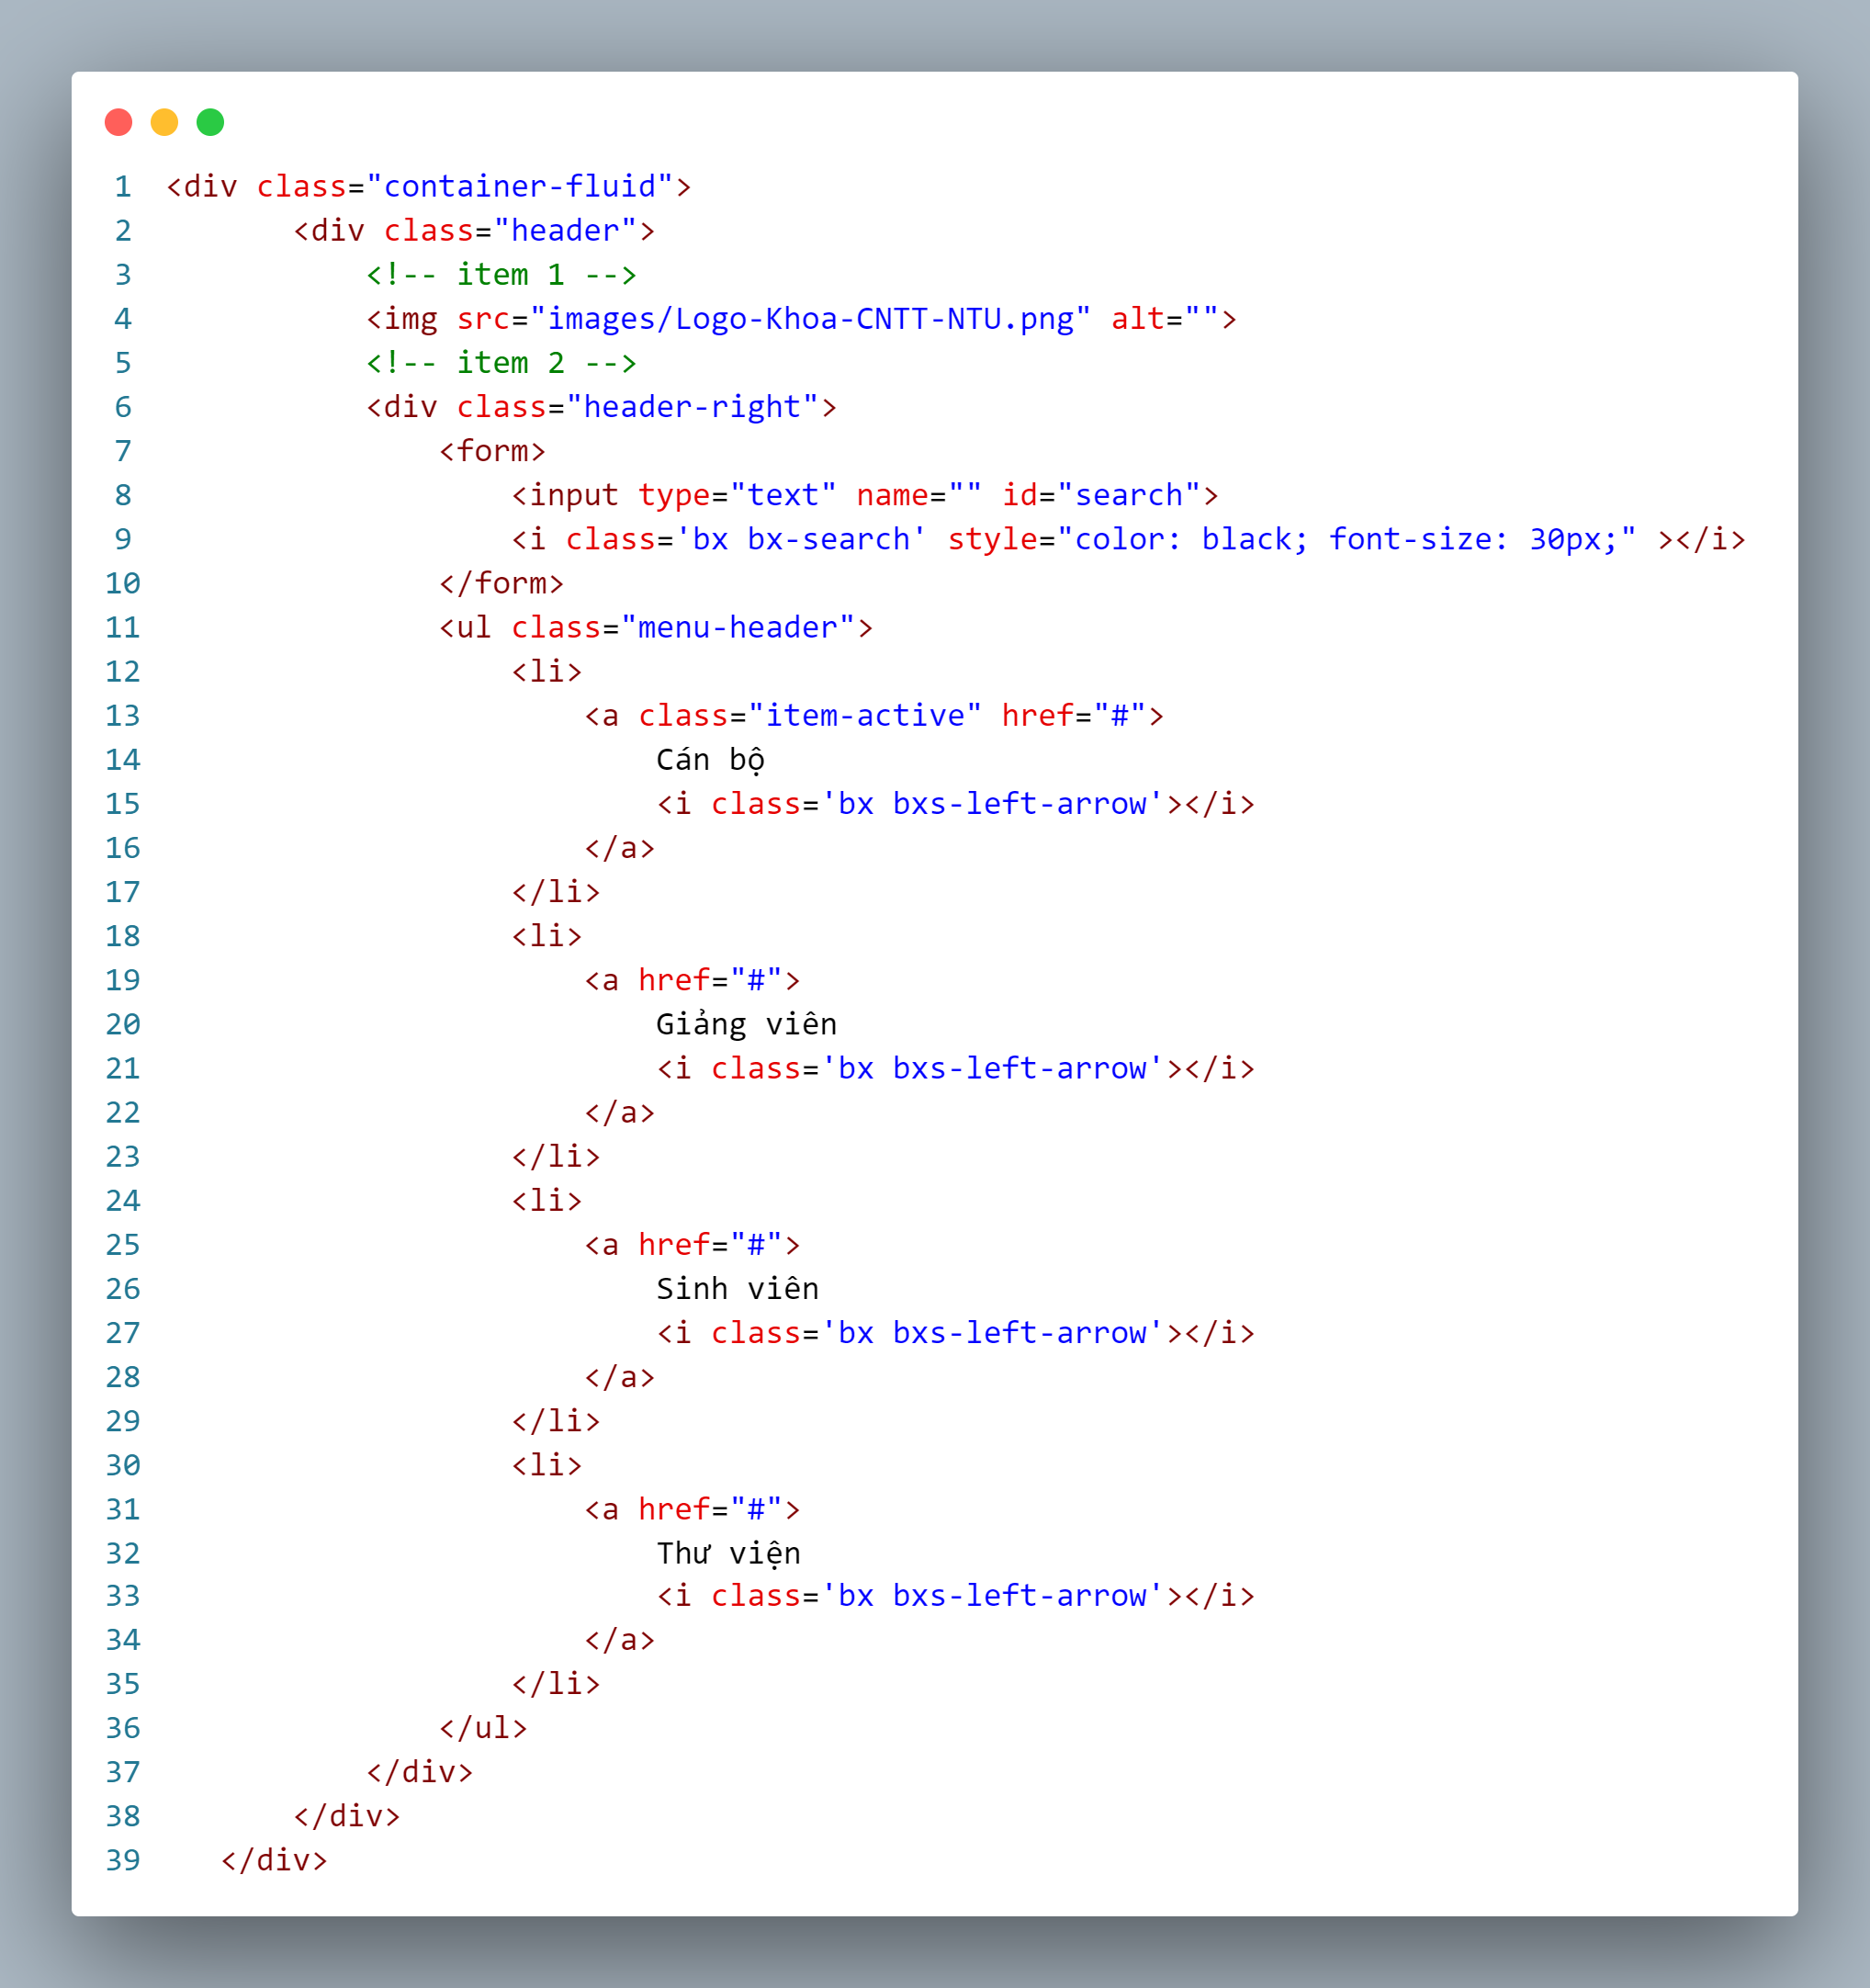 1 <div class="container-fluid">
2 <div class="header">
3 <!-- item 1 -->
4 <img src="images/Logo-Khoa-CNTT-NTU.png" alt="">
5 <!-- item 2 -->
6 <div class="header-right">
7 <form>
8 <input type="text" name="" id="search">
9 <i class='bx bx-search' style="color: black; font-size: 30px;" ></i>
10 </form>
11 <ul class="menu-header">
12 <li>
13 <a class="item-active" href="#">
14 Cán bộ
15 <i class='bx bxs-left-arrow'></i>
16 </a>
17 </li>
18 <li>
19 <a href="#">
20 Giảng viên
21 <i class='bx bxs-left-arrow'></i>
22 </a>
23 </li>
24 <li>
25 <a href="#">
26 Sinh viên
27 <i class='bx bxs-left-arrow'></i>
28 </a>
29 </li>
30 <li>
31 <a href="#">
32 Thư viện
33 <i class='bx bxs-left-arrow'></i>
34 </a>
35 </li>
36 </ul>
37 </div>
38 </div>
39 </div>